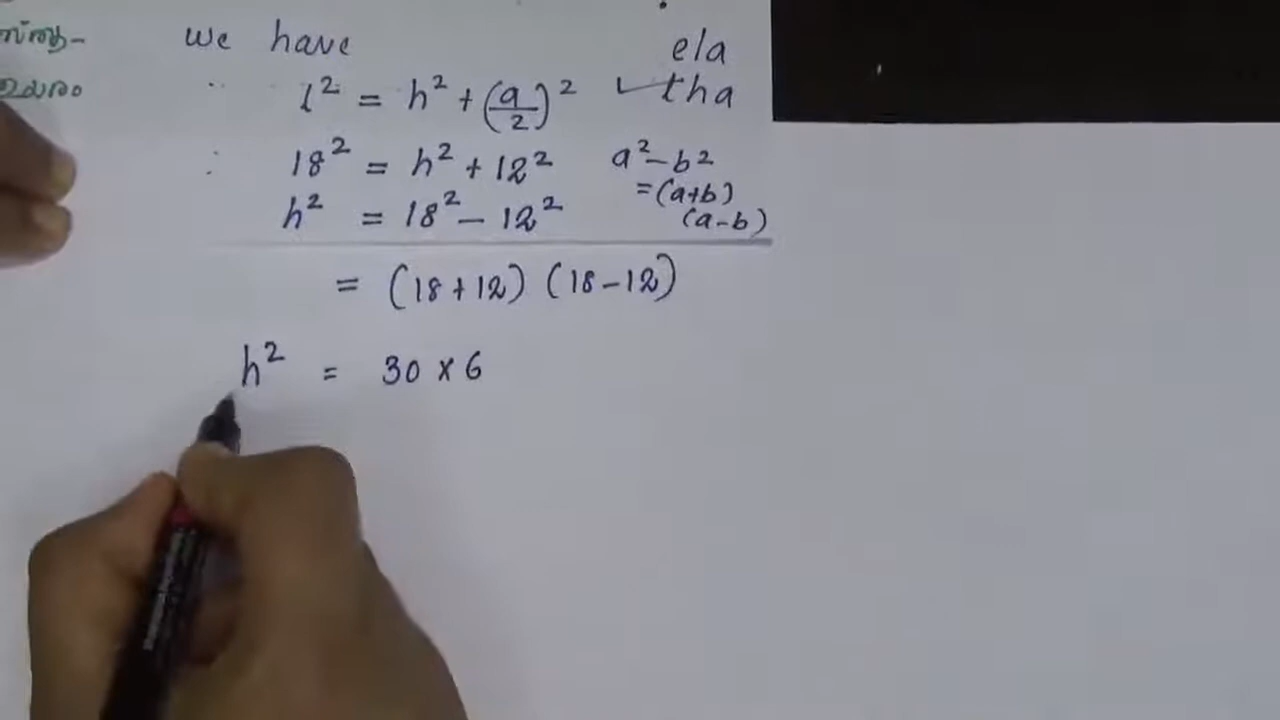 we have
ela
l² = h² + (a/2)²
tha
18² = h² + 12²
a² - b²
= (a+b)
(a-b)
h² = 18² - 12²
= (18+12) (18-12)
h² = 30 × 6
ഉയരം